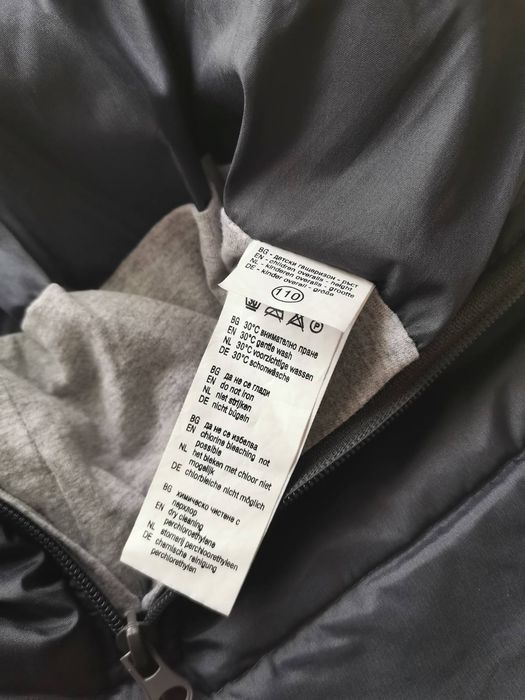 BG - детски гащеризон - ръст
EN - children overalls - height
NL - kinderen overalls - grootte
DE - kinder overall - größe
110
P
BG 30°C внимателно пране
EN 30°C gentle wash
NL 30°C voorzichtige wassen
DE 30°C schonwäsche
BG да не се глади
EN do not iron
NL niet strijken
DE nicht bügeln
BG да не се избелва
EN chlorine bleaching not
possible
NL het bleken met chloor niet
mogelijk
DE chlorbleiche nicht möglich
BG химическо чистене с
перхлор
EN dry cleaning
perchloroethylene
NL stomerij perchloorethyleen
DE chemische reinigung
perchlorethylen